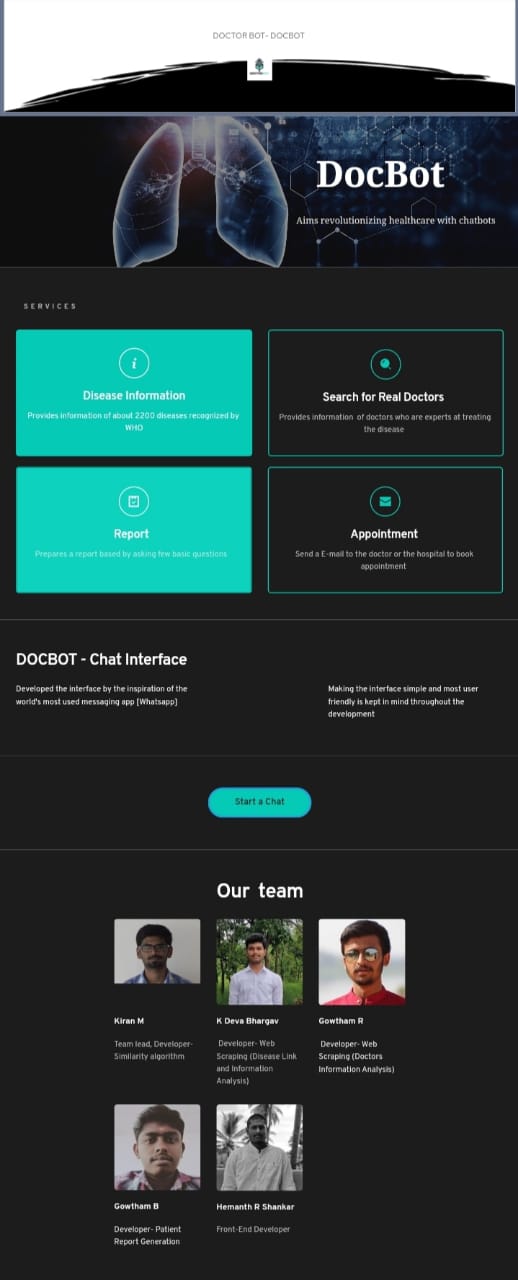 DOCTOR BOT- DOCBOT
DocBot
Aims revolutionizing healthcare with chatbots
SERVICES
Disease Information
Provides information of about 2200 diseases recognized by
WHO
Search for Real Doctors
Provides information of doctors who are experts at treating
the disease
Report
Prepares a report based by asking few basic questions
Appointment
Send a E-mail to the doctor or the hospital to book
appointment
DOCBOT - Chat Interface
Developed the interface by the inspiration of the
world's most used messaging app [Whatsapp]
Making the interface simple and most user
friendly is kept in mind throughout the
development
Start a Chat
Our team
Kiran M
Team lead, Developer-
Similarity algorithm
K Deva Bhargav
Developer- Web
Scraping (Disease Link
and Information
Analysis)
Gowtham R
Developer- Web
Scraping (Doctors
Information Analysis)
Gowtham B
Developer- Patient
Report Generation
Hemanth R Shankar
Front-End Developer